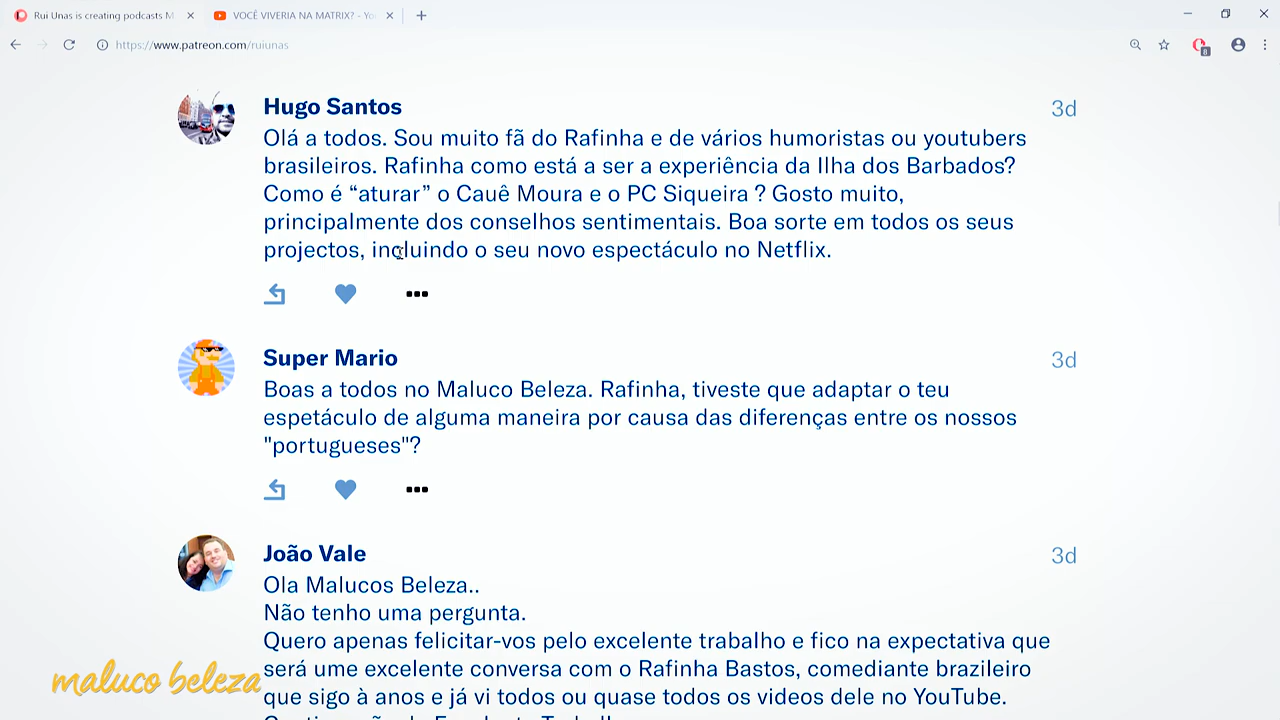 Rui Unas is creating podcasts M
VOCÊ VIVERIA NA MATRIX? - Yo
https://www.patreon.com/ruiunas
8
Hugo Santos
3d
Olá a todos. Sou muito fã do Rafinha e de vários humoristas ou youtubers
brasileiros. Rafinha como está a ser a experiência da Ilha dos Barbados?
Como é “aturar” o Cauê Moura e o PC Siqueira ? Gosto muito,
principalmente dos conselhos sentimentais. Boa sorte em todos os seus
projectos, incluindo o seu novo espectáculo no Netflix.
Super Mario
3d
Boas a todos no Maluco Beleza. Rafinha, tiveste que adaptar o teu
espetáculo de alguma maneira por causa das diferenças entre os nossos
"portugueses"?
João Vale
3d
Ola Malucos Beleza..
Não tenho uma pergunta.
Quero apenas felicitar-vos pelo excelente trabalho e fico na expectativa que
será ume excelente conversa com o Rafinha Bastos, comediante brazileiro
que sigo à anos e já vi todos ou quase todos os videos dele no YouTube.
maluco beleza